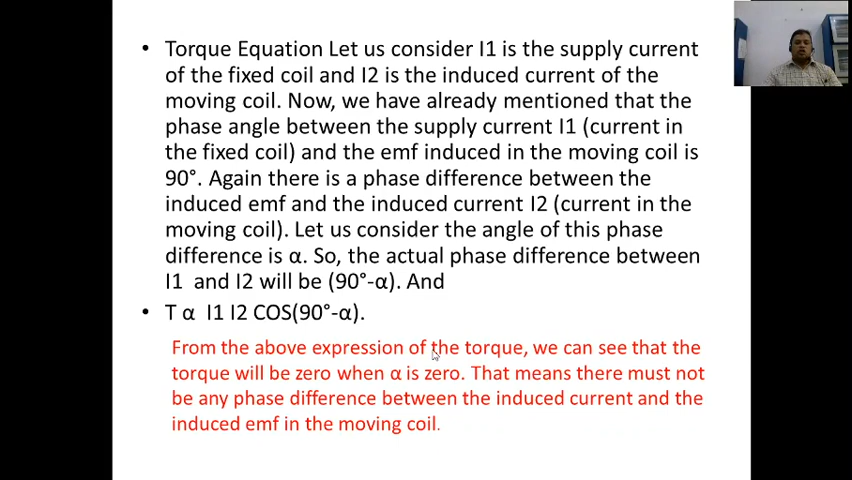 • Torque Equation Let us consider I1 is the supply current
of the fixed coil and I2 is the induced current of the
moving coil. Now, we have already mentioned that the
phase angle between the supply current I1 (current in
the fixed coil) and the emf induced in the moving coil is
90°. Again there is a phase difference between the
induced emf and the induced current I2 (current in the
moving coil). Let us consider the angle of this phase
difference is α. So, the actual phase difference between
I1 and I2 will be (90°-α). And
• T α I1 I2 COS(90°-α).
From the above expression of the torque, we can see that the
torque will be zero when α is zero. That means there must not
be any phase difference between the induced current and the
induced emf in the moving coil.